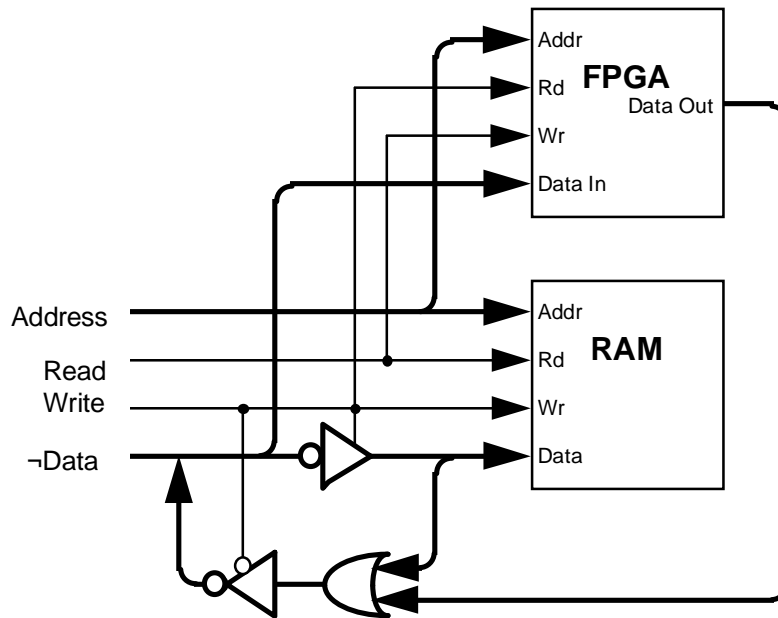 Addr
FPGA
Rd
Data Out
Wr
Data In
Address
Addr
Read
Rd
RAM
Write
Wr
¬Data
Data